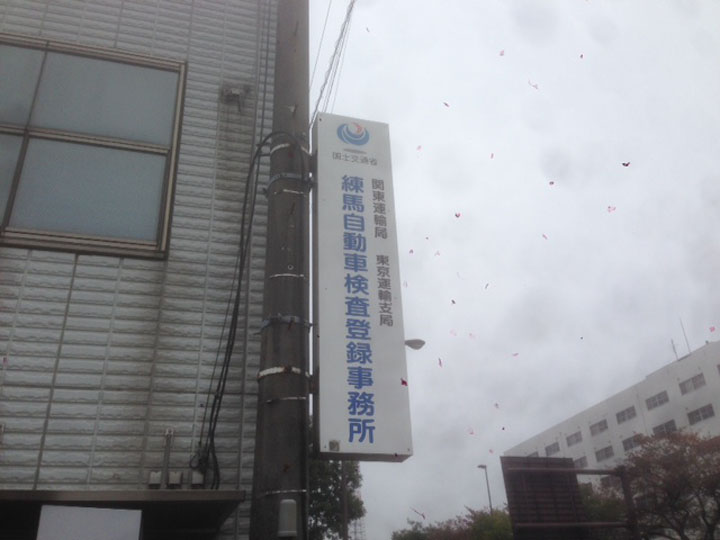 国土交通省
関東運輸局 東京運輸支局
練馬自動車検査登録事務所